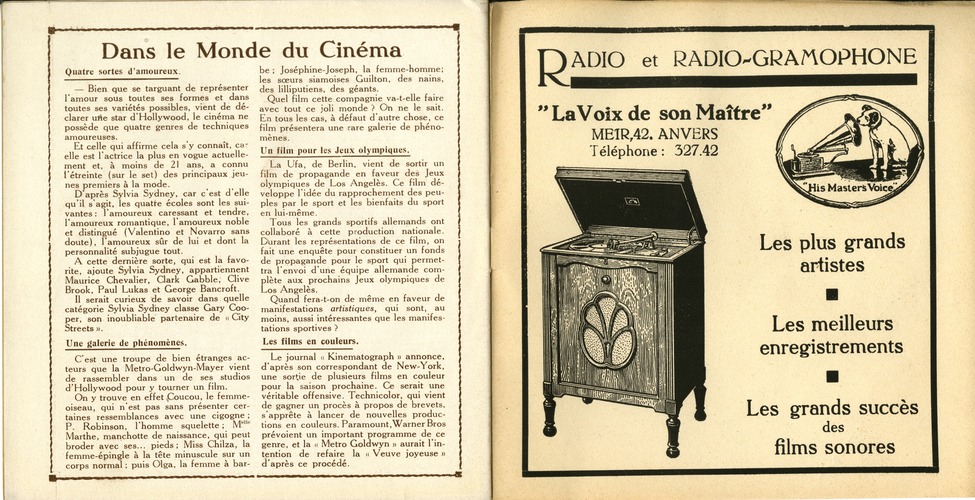 Dans le Monde du Cinéma
Quatre sortes d'amoureux.
— Bien que se targuant de représenter
l'amour sous toutes ses formes et dans
toutes ses variétés possibles, vient de dé-
clarer une star d'Hollywood, le cinéma ne
possède que quatre genres de techniques
amoureuses.
Et celle qui affirme cela s'y connaît, car
elle est l'actrice la plus en vogue actuelle-
ment et, à moins de 21 ans, a connu
l'étreinte (sur le set) des principaux jeu-
nes premiers à la mode.
D'après Sylvia Sydney, car c'est d'elle
qu'il s'agit, les quatre écoles sont les sui-
vantes : l'amoureux caressant et tendre,
l'amoureux romantique, l'amoureux noble
et distingué (Valentino et Novarro sans
doute), l'amoureux sûr de lui et dont la
personnalité subjugue tout.
A cette dernière sorte, qui est la favo-
rite, ajoute Sylvia Sydney, appartiennent
Maurice Chevalier, Clark Gabble, Clive
Brook, Paul Lukas et George Bancroft.
Il serait curieux de savoir dans quelle
catégorie Sylvia Sydney classe Gary Coo-
per, son inoubliable partenaire de « City
Streets ».
Une galerie de phénomènes.
C'est une troupe de bien étranges ac-
teurs que la Metro-Goldwyn-Mayer vient
de rassembler dans un de ses studios
d'Hollywood pour y tourner un film.
On y trouve en effet Coucou, le femme-
oiseau, qui n'est pas sans présenter cer-
taines ressemblances avec une cigogne ;
P. Robinson, l'homme squelette ; Melle
Marthe, manchotte de naissance, qui peut
broder avec ses... pieds ; Miss Chilza, la
femme-épingle à la tête minuscule sur un
corps normal ; puis Olga, la femme à bar-
be ; Joséphine-Joseph, la femme-homme;
les sœurs siamoises Guilton, des nains,
des lilliputiens, des géants.
Quel film cette compagnie va-t-elle faire
avec tout ce joli monde ? On ne le sait.
En tous les cas, à défaut d'autre chose, ce
film présentera une rare galerie de phéno-
mènes.
Un film pour les Jeux olympiques.
La Ufa, de Berlin, vient de sortir un
film de propagande en faveur des Jeux
olympiques de Los Angelès. Ce film dé-
veloppe l'idée du rapprochement des peu-
ples par le sport et les bienfaits du sport
en lui-même.
Tous les grands sportifs allemands ont
collaboré à cette production nationale.
Durant les représentations de ce film, on
fait une enquête pour constituer un fonds
de propagande pour le sport qui permet-
tra l'envoi d'une équipe allemande com-
plète aux prochains Jeux olympiques de
Los Angelès.
Quand fera-t-on de même en faveur de
manifestations artistiques, qui sont, au
moins, aussi intéressantes que les manifes-
tations sportives ?
Les films en couleurs.
Le journal « Kinematograph » annonce,
d'après son correspondant de New-York,
une sortie de plusieurs films en couleur
pour la saison prochaine. Ce serait une
véritable offensive. Technicolor, qui vient
de gagner un procès à propos de brevets,
s'apprête à lancer de nouvelles produc-
tions en couleurs. Paramount, Warner Bros
prévoient un important programme de ce
genre, et la « Metro Goldwyn » aurait l'in-
tention de refaire la « Veuve joyeuse »
d'après ce procédé.
RADIO et RADIO-GRAMOPHONE
"La Voix de son Maître"
MEIR, 42. ANVERS
Téléphone : 327.42
"His Master's Voice"
Les plus grands
artistes
Les meilleurs
enregistrements
Les grands succès
des
films sonores